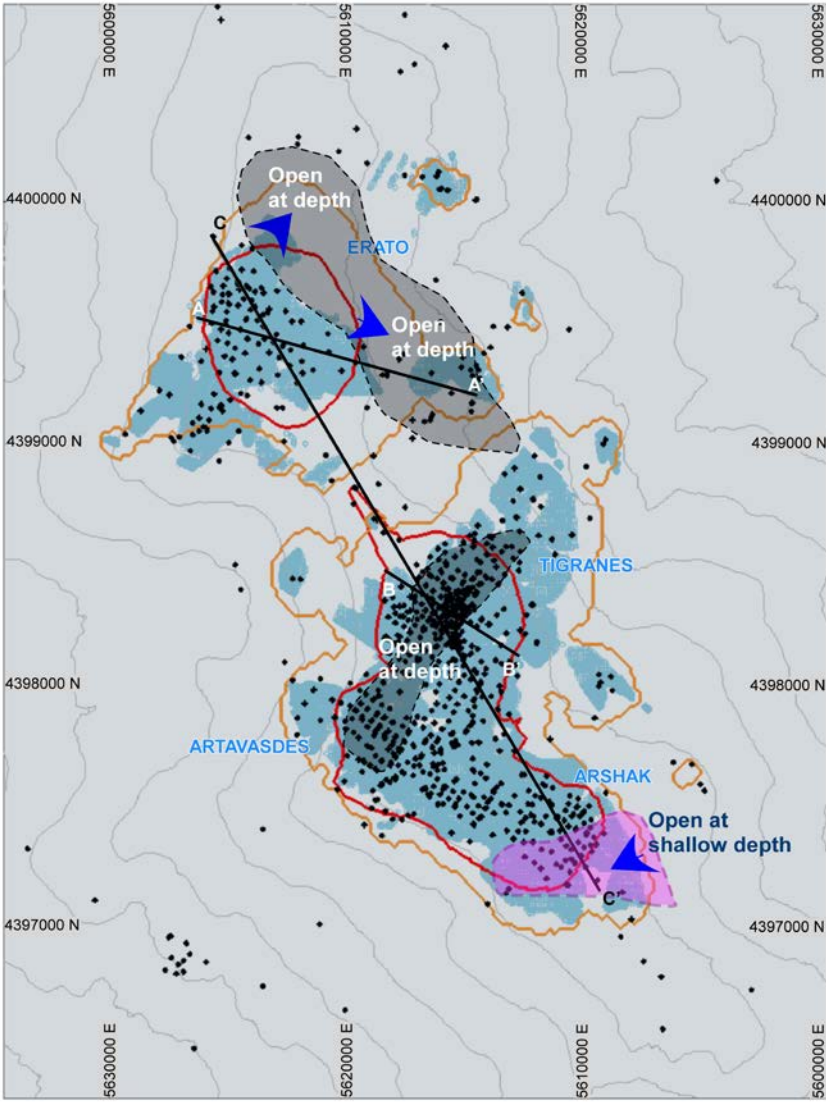 5600000 E
5610000 E
5620000 E
5630000 E
4400000 N
4400000 N
Open
at depth
C
ERATO
A
Open
at depth
A'
4399000 N
4399000 N
TIGRANES
B
Open
at depth
B'
4398000 N
4398000 N
ARTAVASDES
ARSHAK
Open at
shallow depth
C'
4397000 N
4397000 N
5630000 E
5620000 E
5610000 E
5600000 E